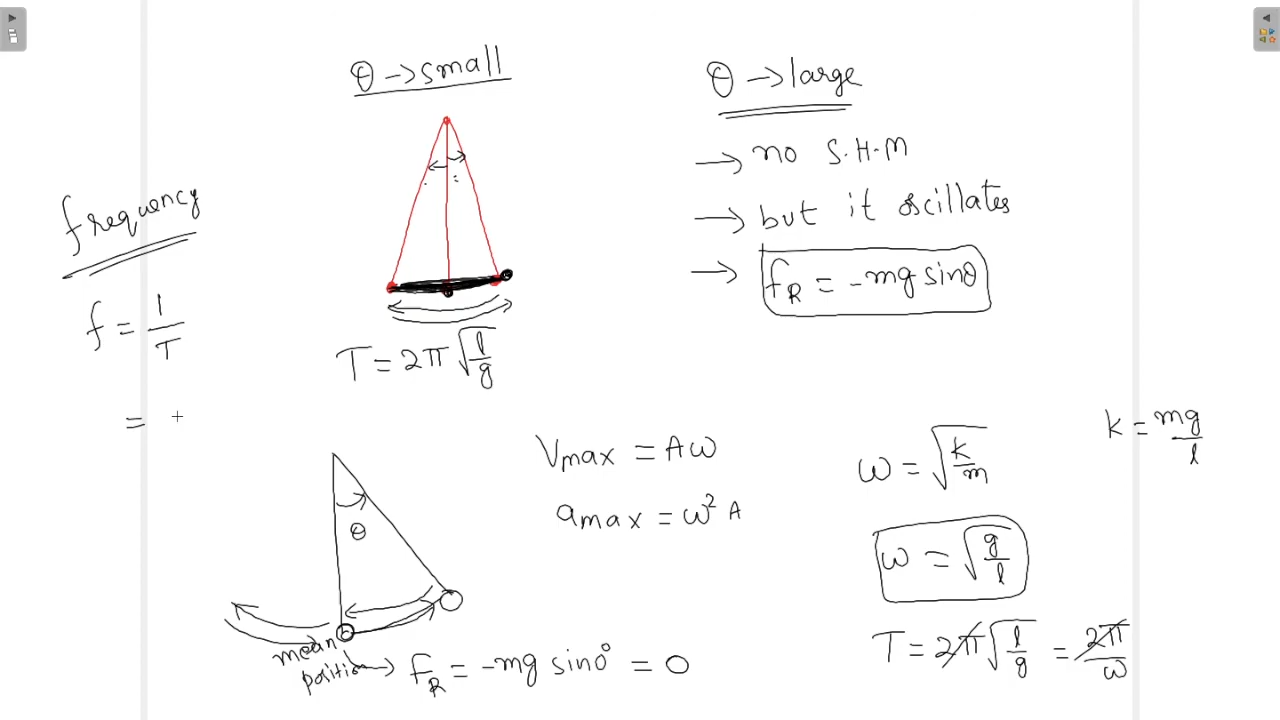 θ → small
θ → large
→ no S.H.M
→ but it oscillates
→ f_R = -mg sinθ
frequency
f = 1/T
=
T = 2π √(l/g)
θ
mean
position → f_R = -mg sin0° = 0
V_max = Aω
a_max = ω² A
ω = √(k/m)
k = mg/l
ω = √(g/l)
T = 2π √(l/g) = 2π/ω